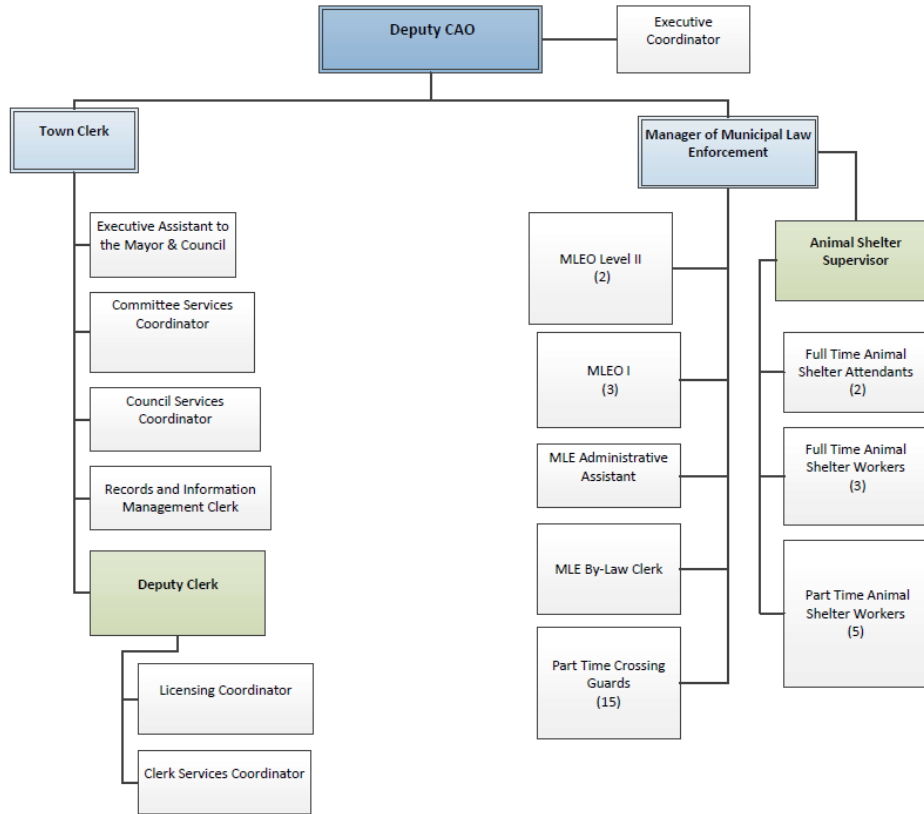 Deputy CAO
Executive
Coordinator
Town Clerk
Manager of Municipal Law
Enforcement
Executive Assistant to
the Mayor & Council
Committee Services
Coordinator
Council Services
Coordinator
Records and Information
Management Clerk
Deputy Clerk
Licensing Coordinator
Clerk Services Coordinator
MLEO Level II
(2)
MLEO I
(3)
MLE Administrative
Assistant
MLE By-Law Clerk
Part Time Crossing
Guards
(15)
Animal Shelter
Supervisor
Full Time Animal
Shelter Attendants
(2)
Full Time Animal
Shelter Workers
(3)
Part Time Animal
Shelter Workers
(5)